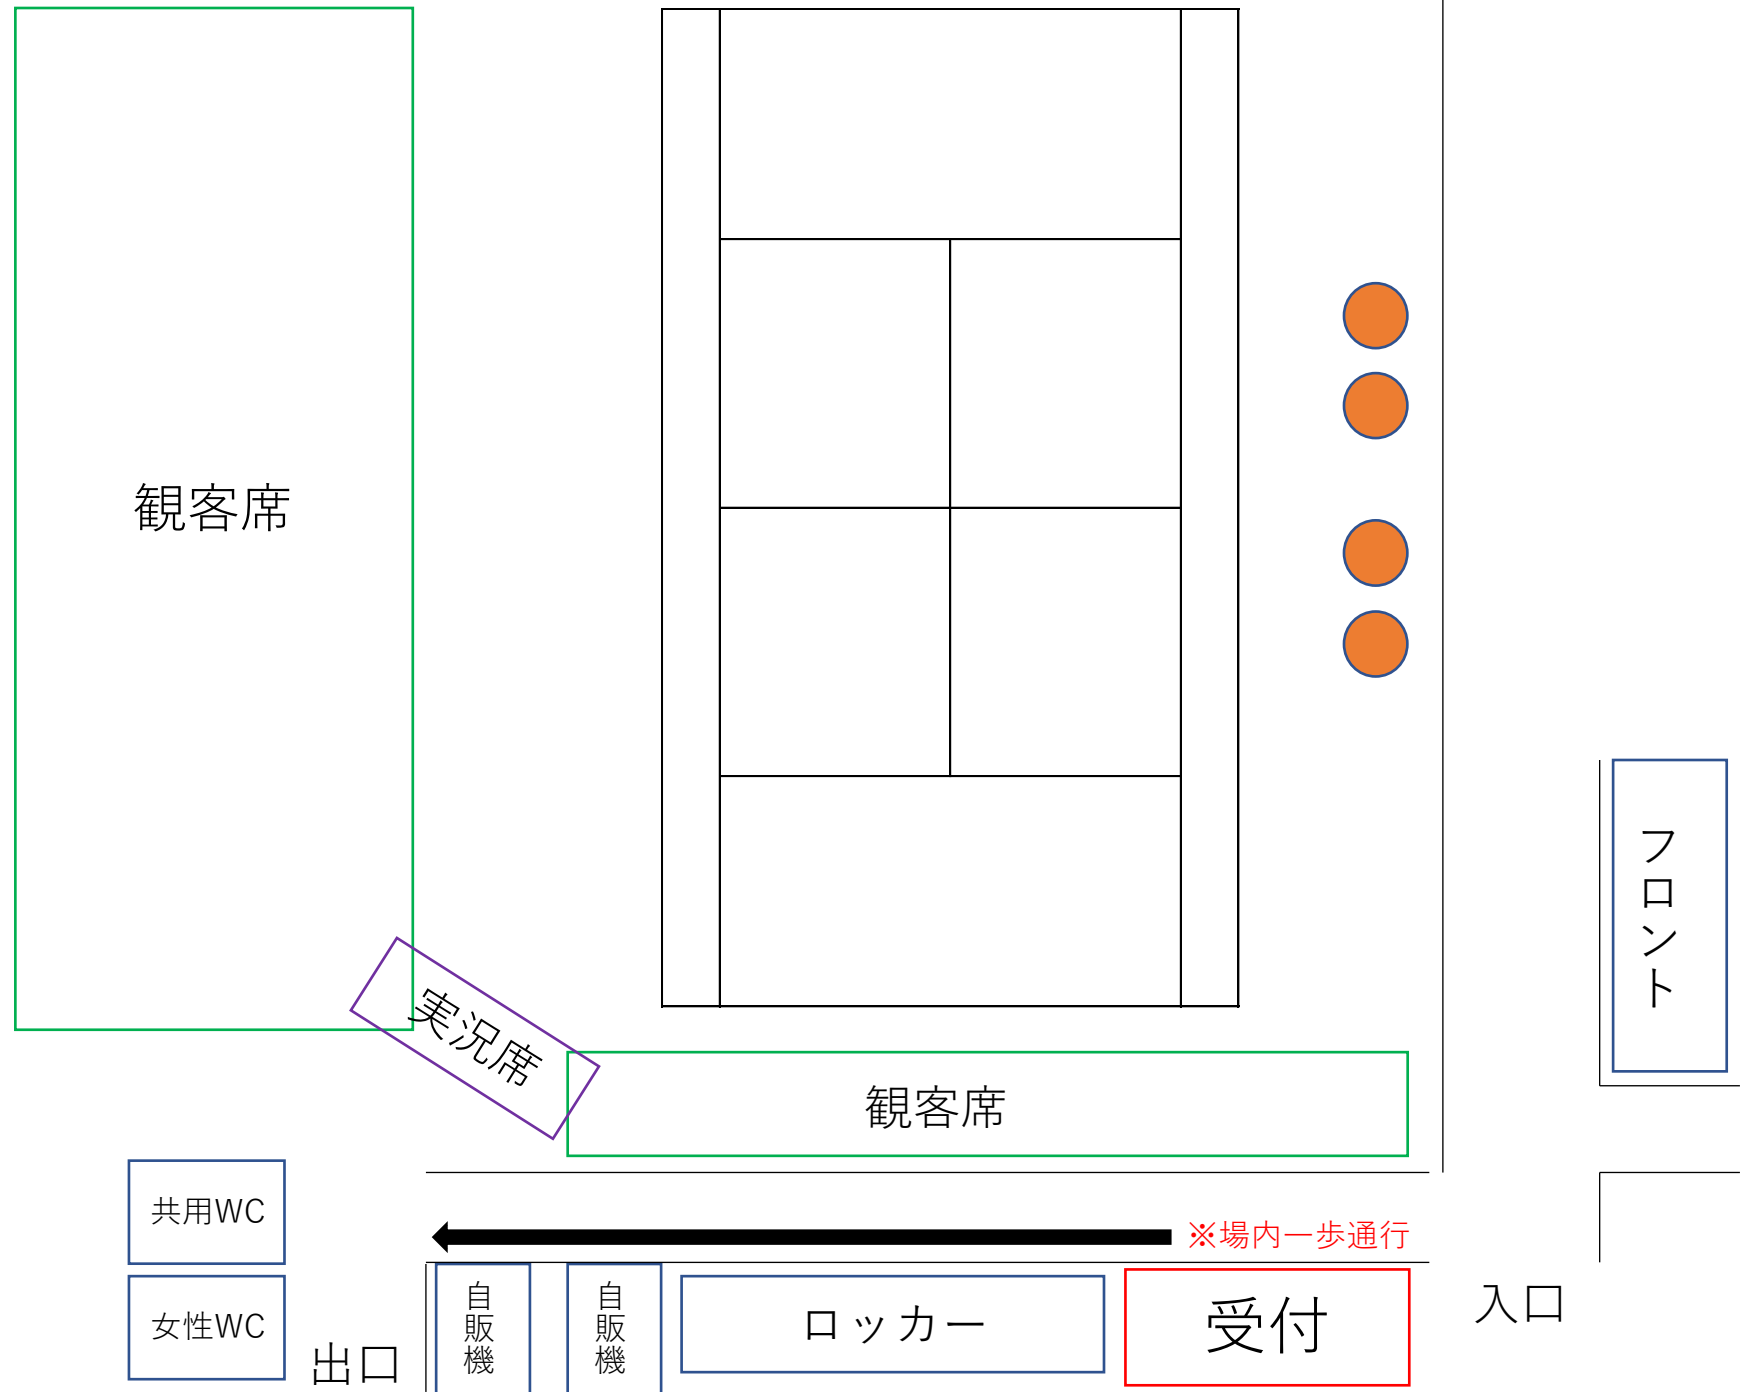 観客席
フロント
実況席
観客席
共用WC
※場内一歩通行
女性WC
出口
自販機
自販機
ロッカー
受付
入口